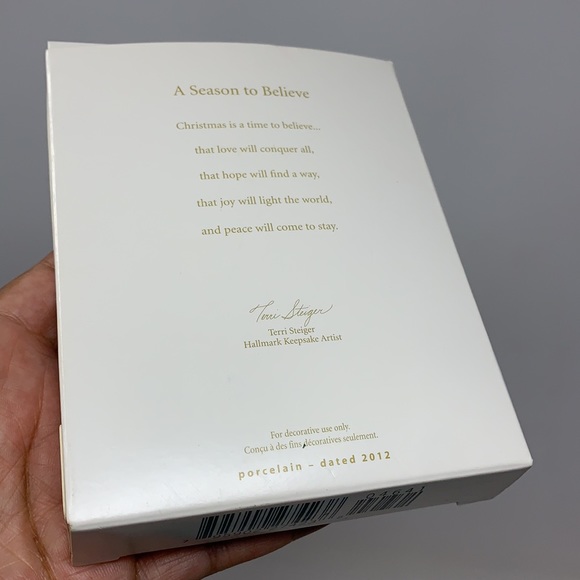 A Season to Believe
Christmas is a time to believe...
that love will conquer all,
that hope will find a way,
that joy will light the world,
and peace will come to stay.
Terri Steiger
Terri Steiger
Hallmark Keepsake Artist
For decorative use only.
Conçu à des fins décoratives seulement.
porcelain – dated 2012